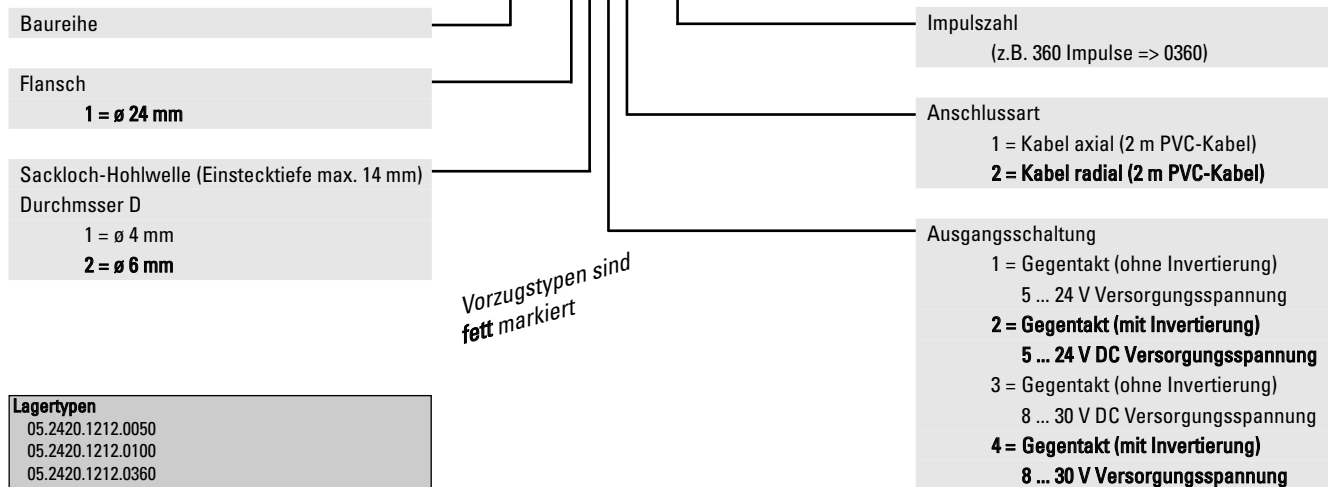 Baureihe
Flansch
1 = ø 24 mm
Sackloch-Hohlwelle (Einstecktiefe max. 14 mm)
Durchmsser D
1 = ø 4 mm
2 = ø 6 mm
Vorzugstypen sind
fett markiert
Lagertypen
05.2420.1212.0050
05.2420.1212.0100
05.2420.1212.0360
Impulszahl
(z.B. 360 Impulse => 0360)
Anschlussart
1 = Kabel axial (2 m PVC-Kabel)
2 = Kabel radial (2 m PVC-Kabel)
Ausgangsschaltung
1 = Gegentakt (ohne Invertierung)
5 ... 24 V Versorgungsspannung
2 = Gegentakt (mit Invertierung)
5 ... 24 V DC Versorgungsspannung
3 = Gegentakt (ohne Invertierung)
8 ... 30 V DC Versorgungsspannung
4 = Gegentakt (mit Invertierung)
8 ... 30 V Versorgungsspannung